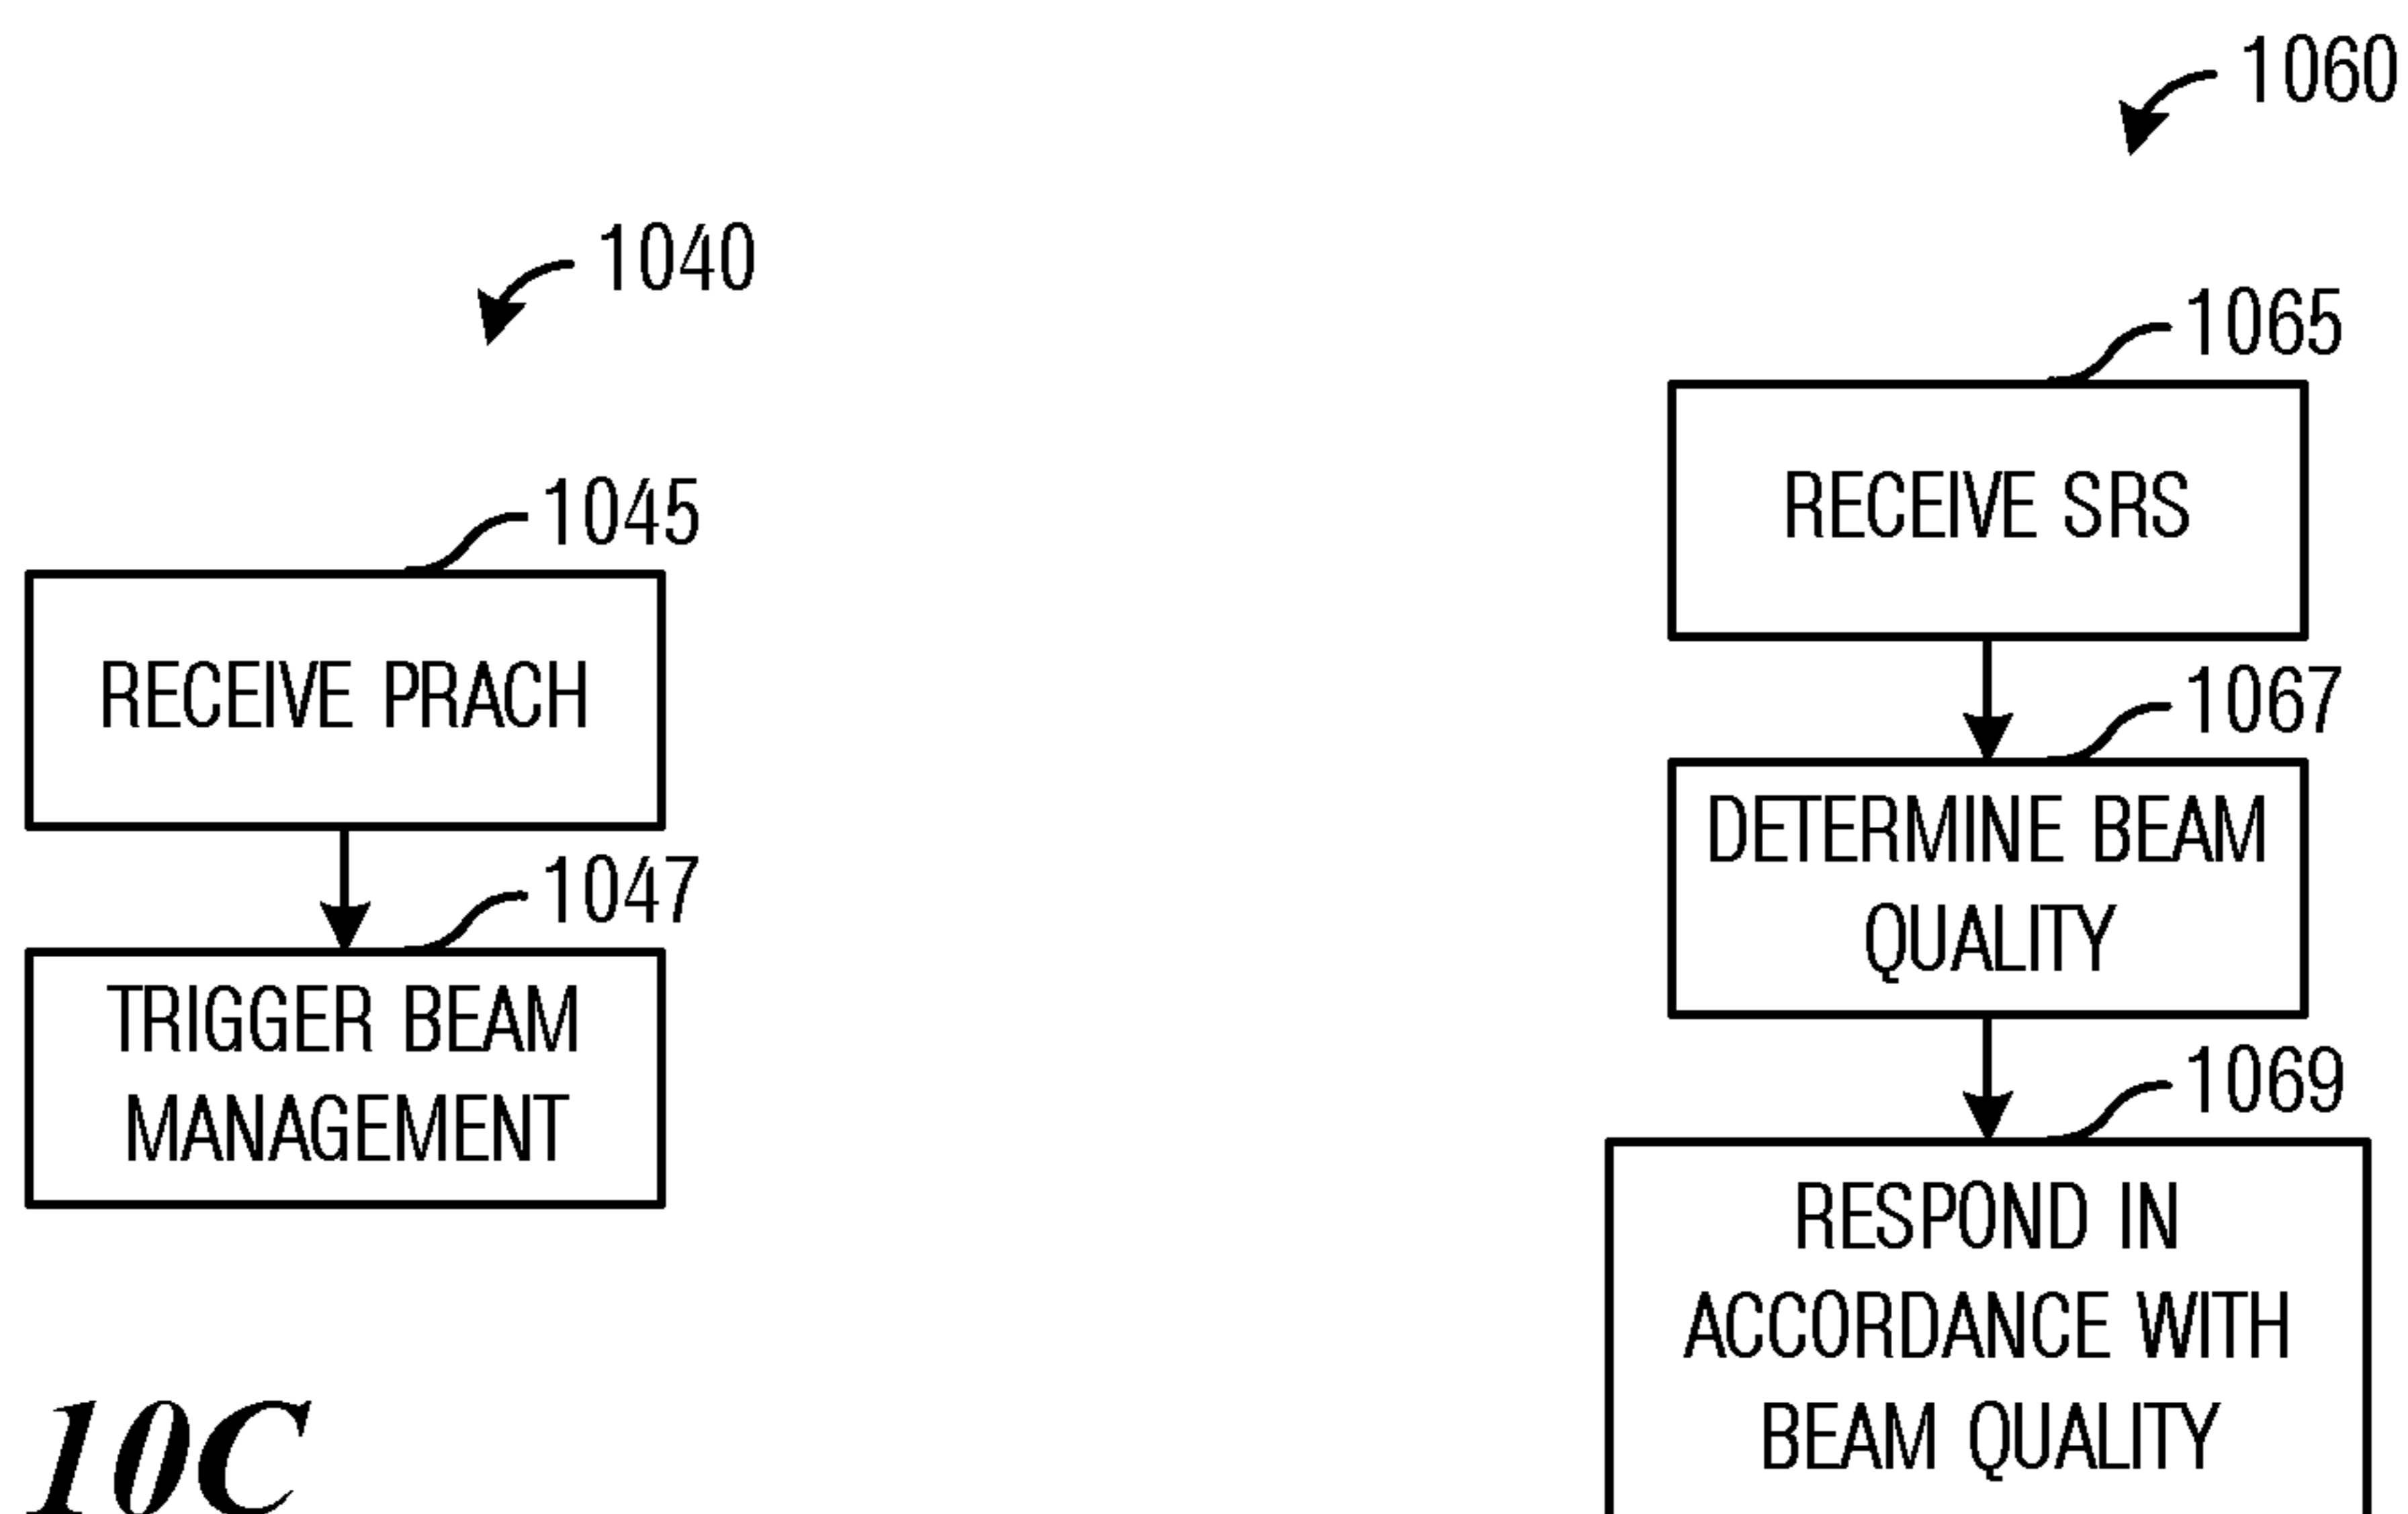 1040
1045
RECEIVE PRACH
1047
TRIGGER BEAM
MANAGEMENT
10C
1060
1065
RECEIVE SRS
1067
DETERMINE BEAM
QUALITY
1069
RESPOND IN
ACCORDANCE WITH
BEAM QUALITY